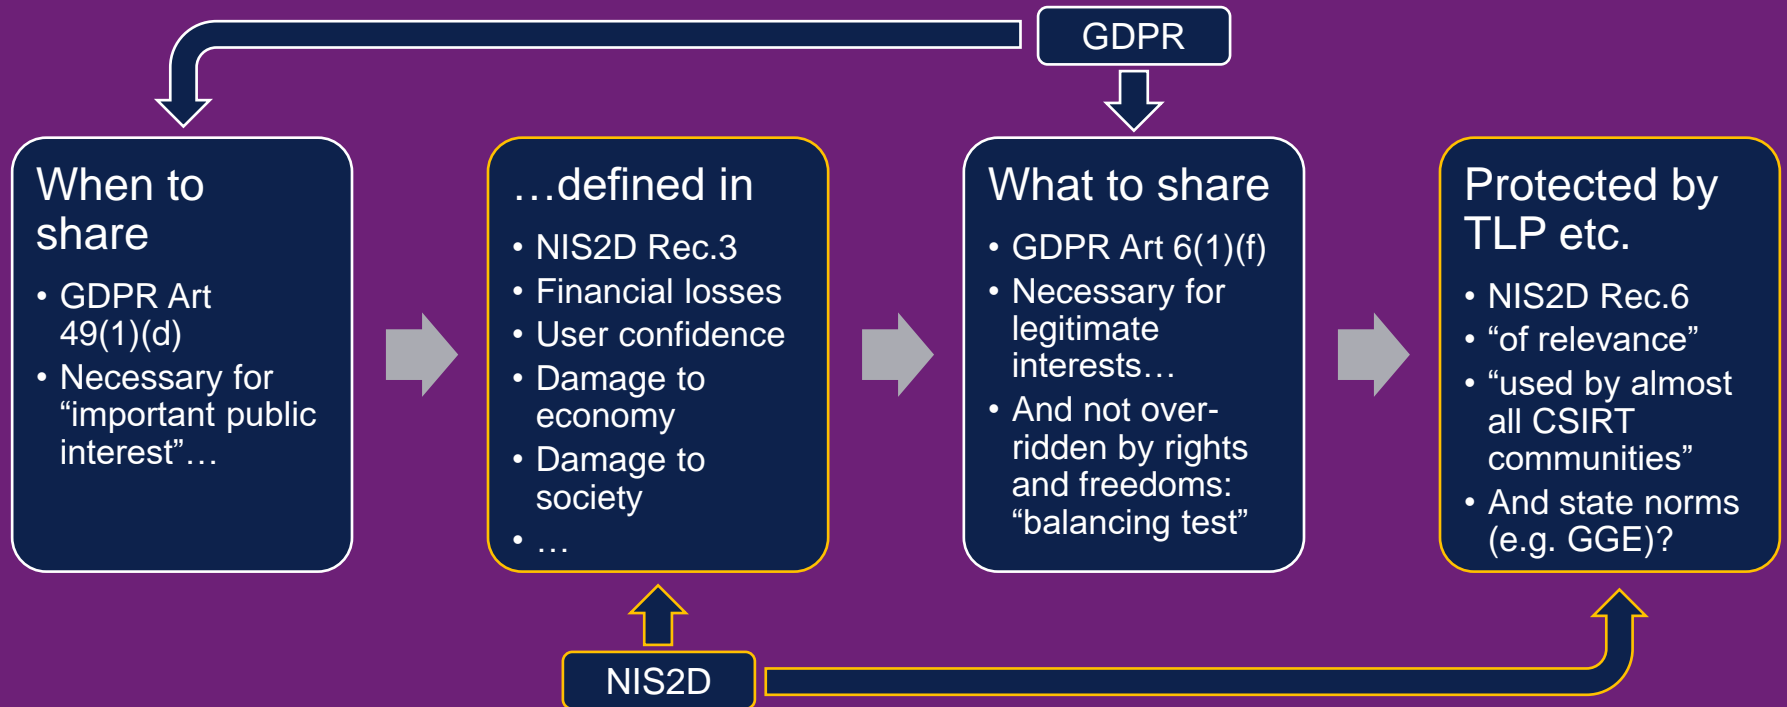 GDPR
When to
share
• GDPR Art
49(1)(d)
• Necessary for
“important public
interest”…
…defined in
• NIS2D Rec.3
• Financial losses
• User confidence
• Damage to
economy
• Damage to
society
• …
What to share
• GDPR Art 6(1)(f)
• Necessary for
legitimate
interests…
• And not over-
ridden by rights
and freedoms:
“balancing test”
Protected by
TLP etc.
• NIS2D Rec.6
• “of relevance”
• “used by almost
all CSIRT
communities”
• And state norms
(e.g. GGE)?
NIS2D